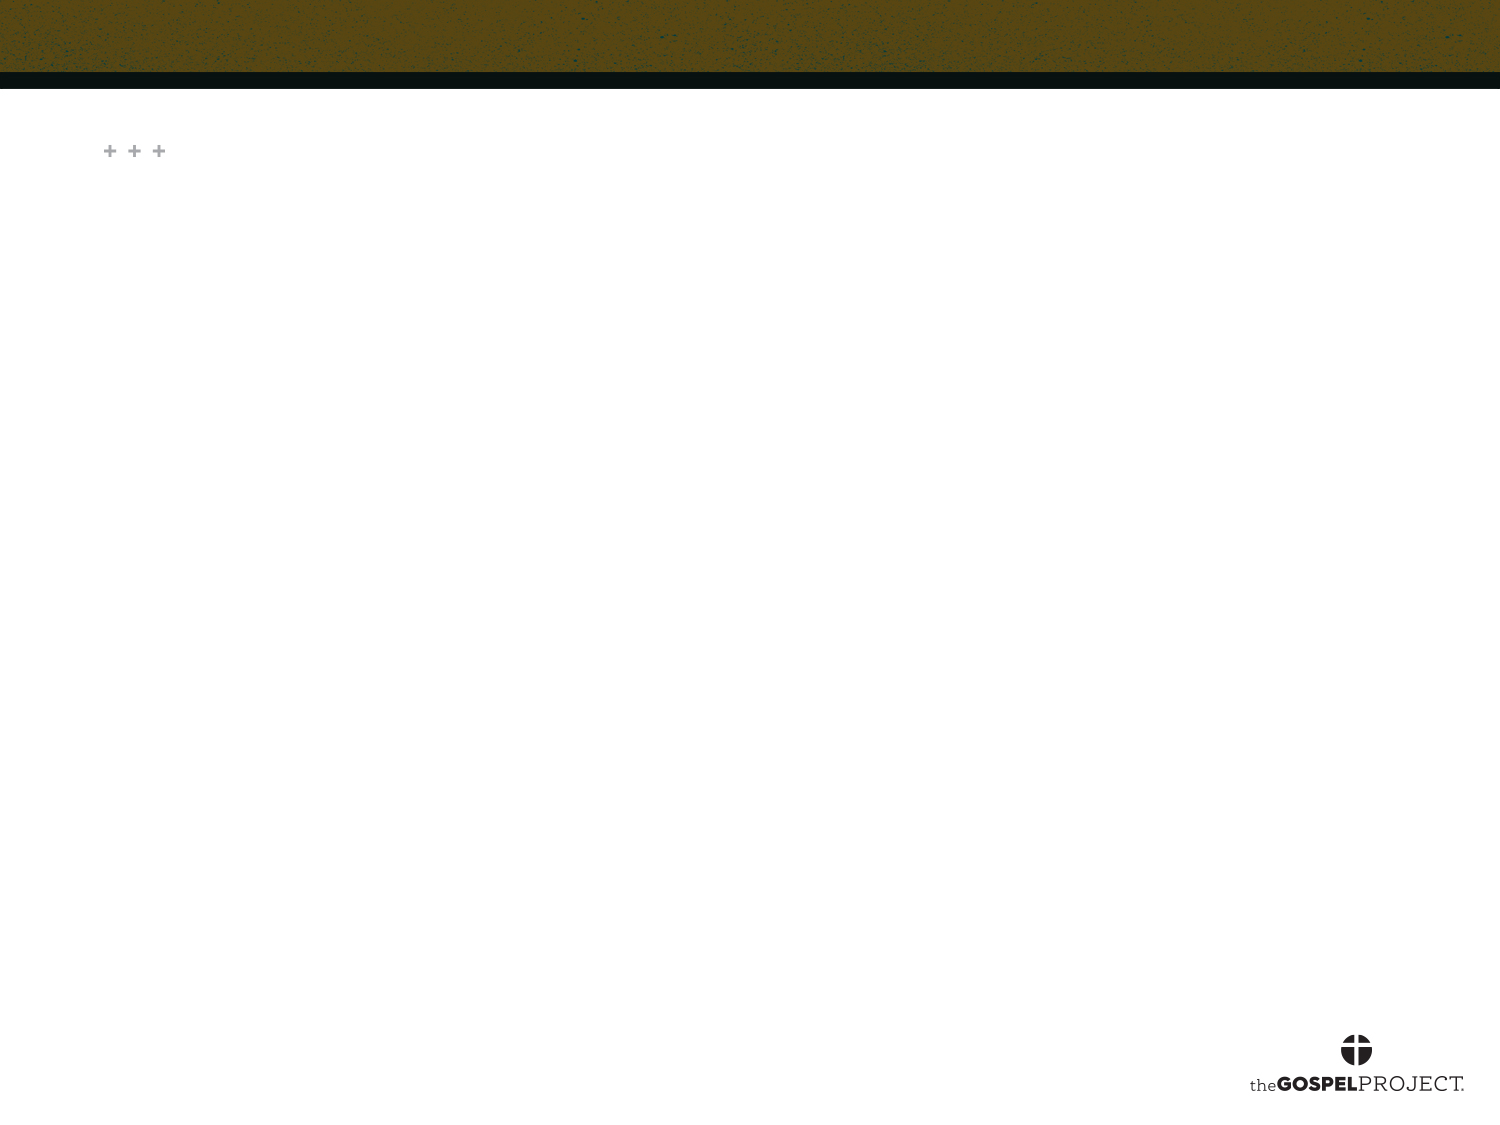 + + +
theGOSPELPROJECT.